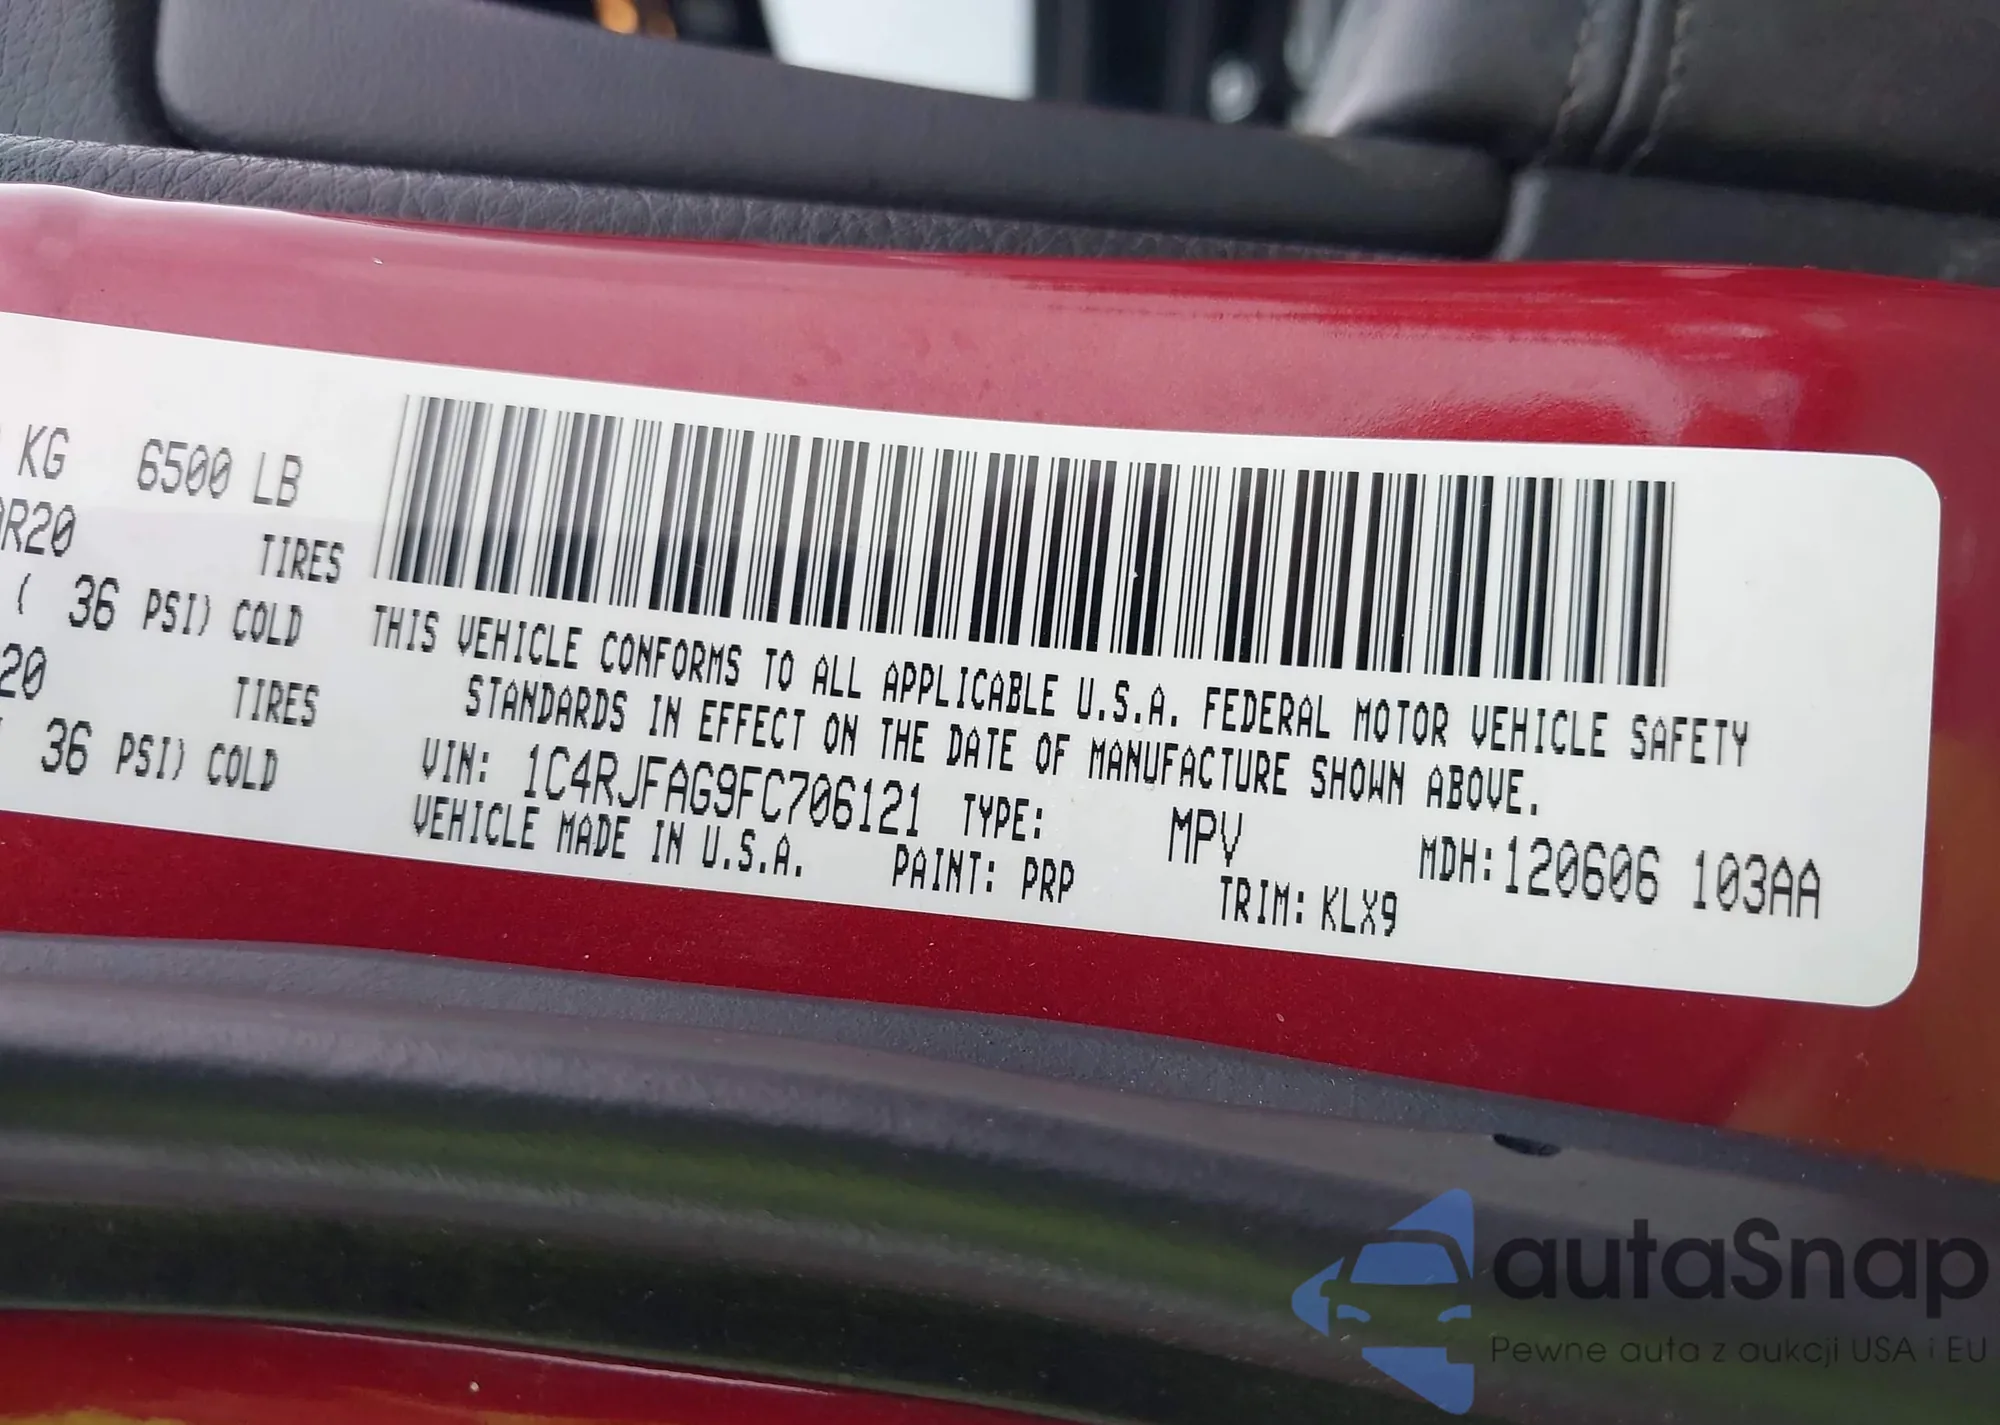 KG 6500 LB
R20 TIRES
( 36 PSI) COLD
20 TIRES
36 PSI) COLD
THIS VEHICLE CONFORMS TO ALL APPLICABLE U.S.A. FEDERAL MOTOR VEHICLE SAFETY
STANDARDS IN EFFECT ON THE DATE OF MANUFACTURE SHOWN ABOVE.
VIN: 1C4RJFAG9FC706121 TYPE: MPV MDH:120606 103AA
VEHICLE MADE IN U.S.A. PAINT: PRP TRIM: KLX9
autaSnap
Pewne auta z aukcji USA i EU